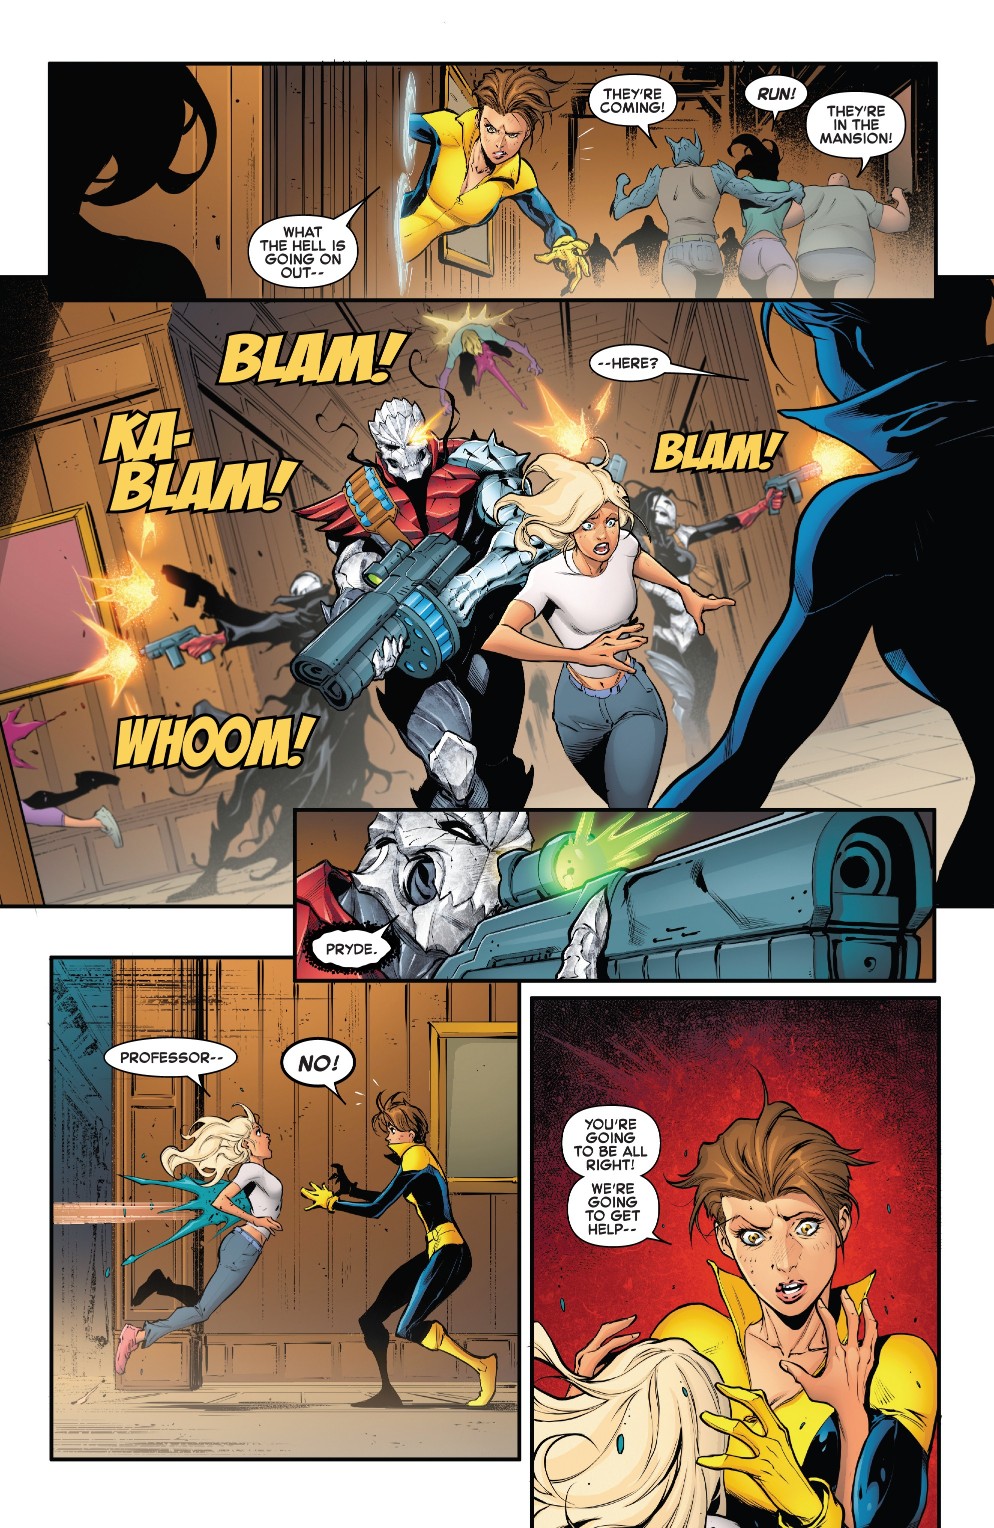 THEY'RE
COMING!
RUN!
THEY'RE
IN THE
MANSION!
WHAT
THE HELL IS
GOING ON
OUT--
BLAM!
--HERE?
KA-
BLAM!
BLAM!
WHOOM!
PRYDE.
PROFESSOR--
NO!
YOU'RE
GOING
TO BE ALL
RIGHT!
WE'RE
GOING
TO GET
HELP--